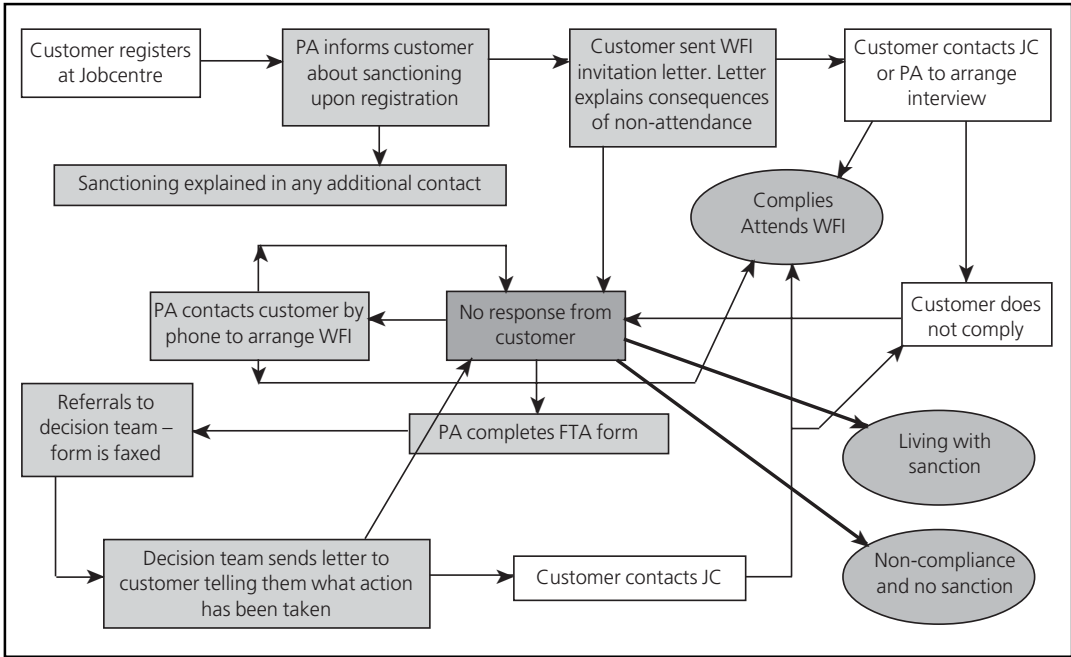 Customer registers
at Jobcentre
PA informs customer
about sanctioning
upon registration
Customer sent WFI
invitation letter. Letter
explains consequences
of non-attendance
Customer contacts JC
or PA to arrange
interview
Sanctioning explained in any additional contact
Complies
Attends WFI
PA contacts customer by
phone to arrange WFI
No response from
customer
Customer does
not comply
Referrals to
decision team –
form is faxed
PA completes FTA form
Living with
sanction
Decision team sends letter to
customer telling them what action
has been taken
Customer contacts JC
Non-compliance
and no sanction